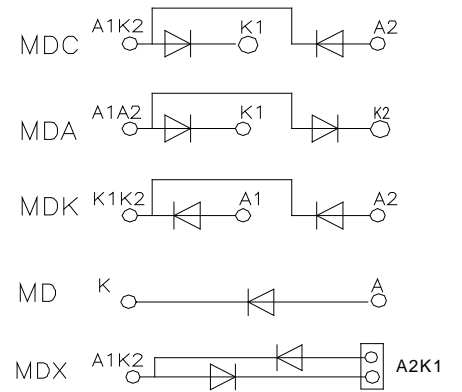 MDC A1K2 K1 A2
MDA A1A2 K1 K2
MDK K1K2 A1 A2
MD K A
MDX A1K2 A2K1